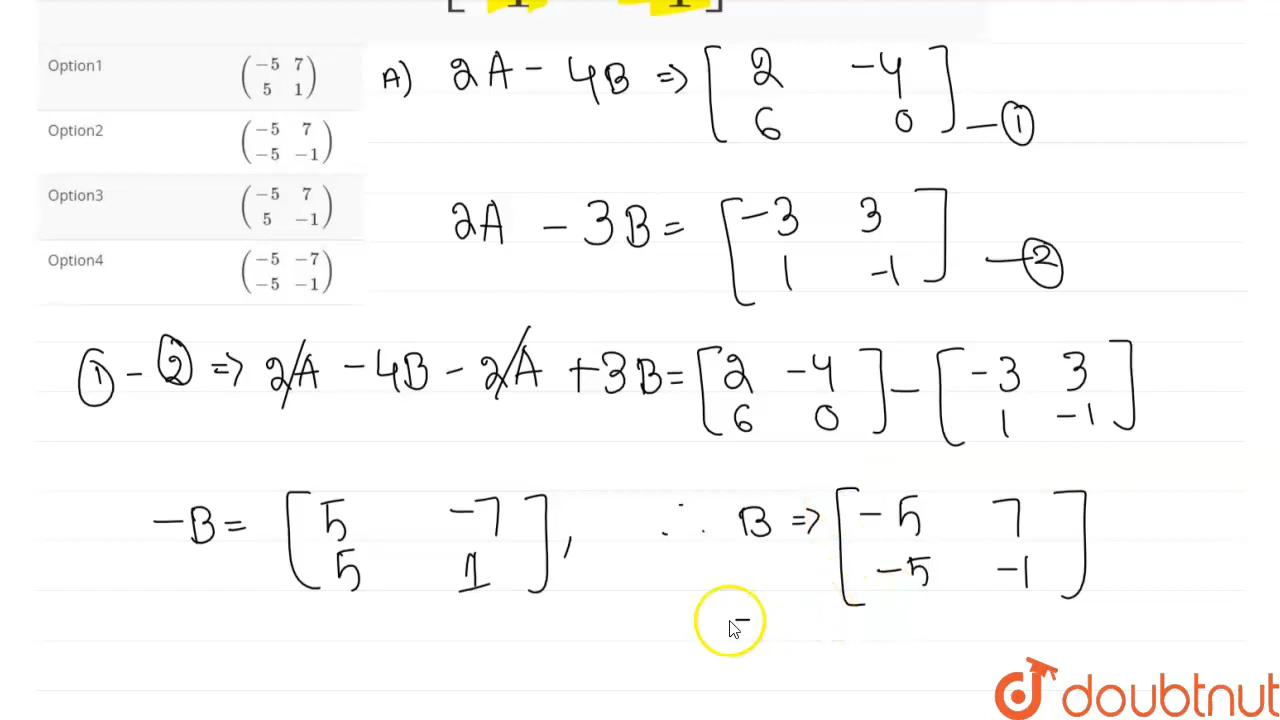 [ 1 -1 ]
Option1 ( -5 7
5 1 )
Option2 ( -5 7
-5 -1 )
Option3 ( -5 7
5 -1 )
Option4 ( -5 -7
-5 -1 )
A) 2A - 4B => [ 2 -4
6 0 ] - ①
2A - 3B = [ -3 3
1 -1 ] - ②
① - ② => 2A - 4B - 2A + 3B = [ 2 -4
6 0 ] - [ -3 3
1 -1 ]
-B = [ 5 -7
5 1 ] , ∴ B => [ -5 7
-5 -1 ]
doubtnut